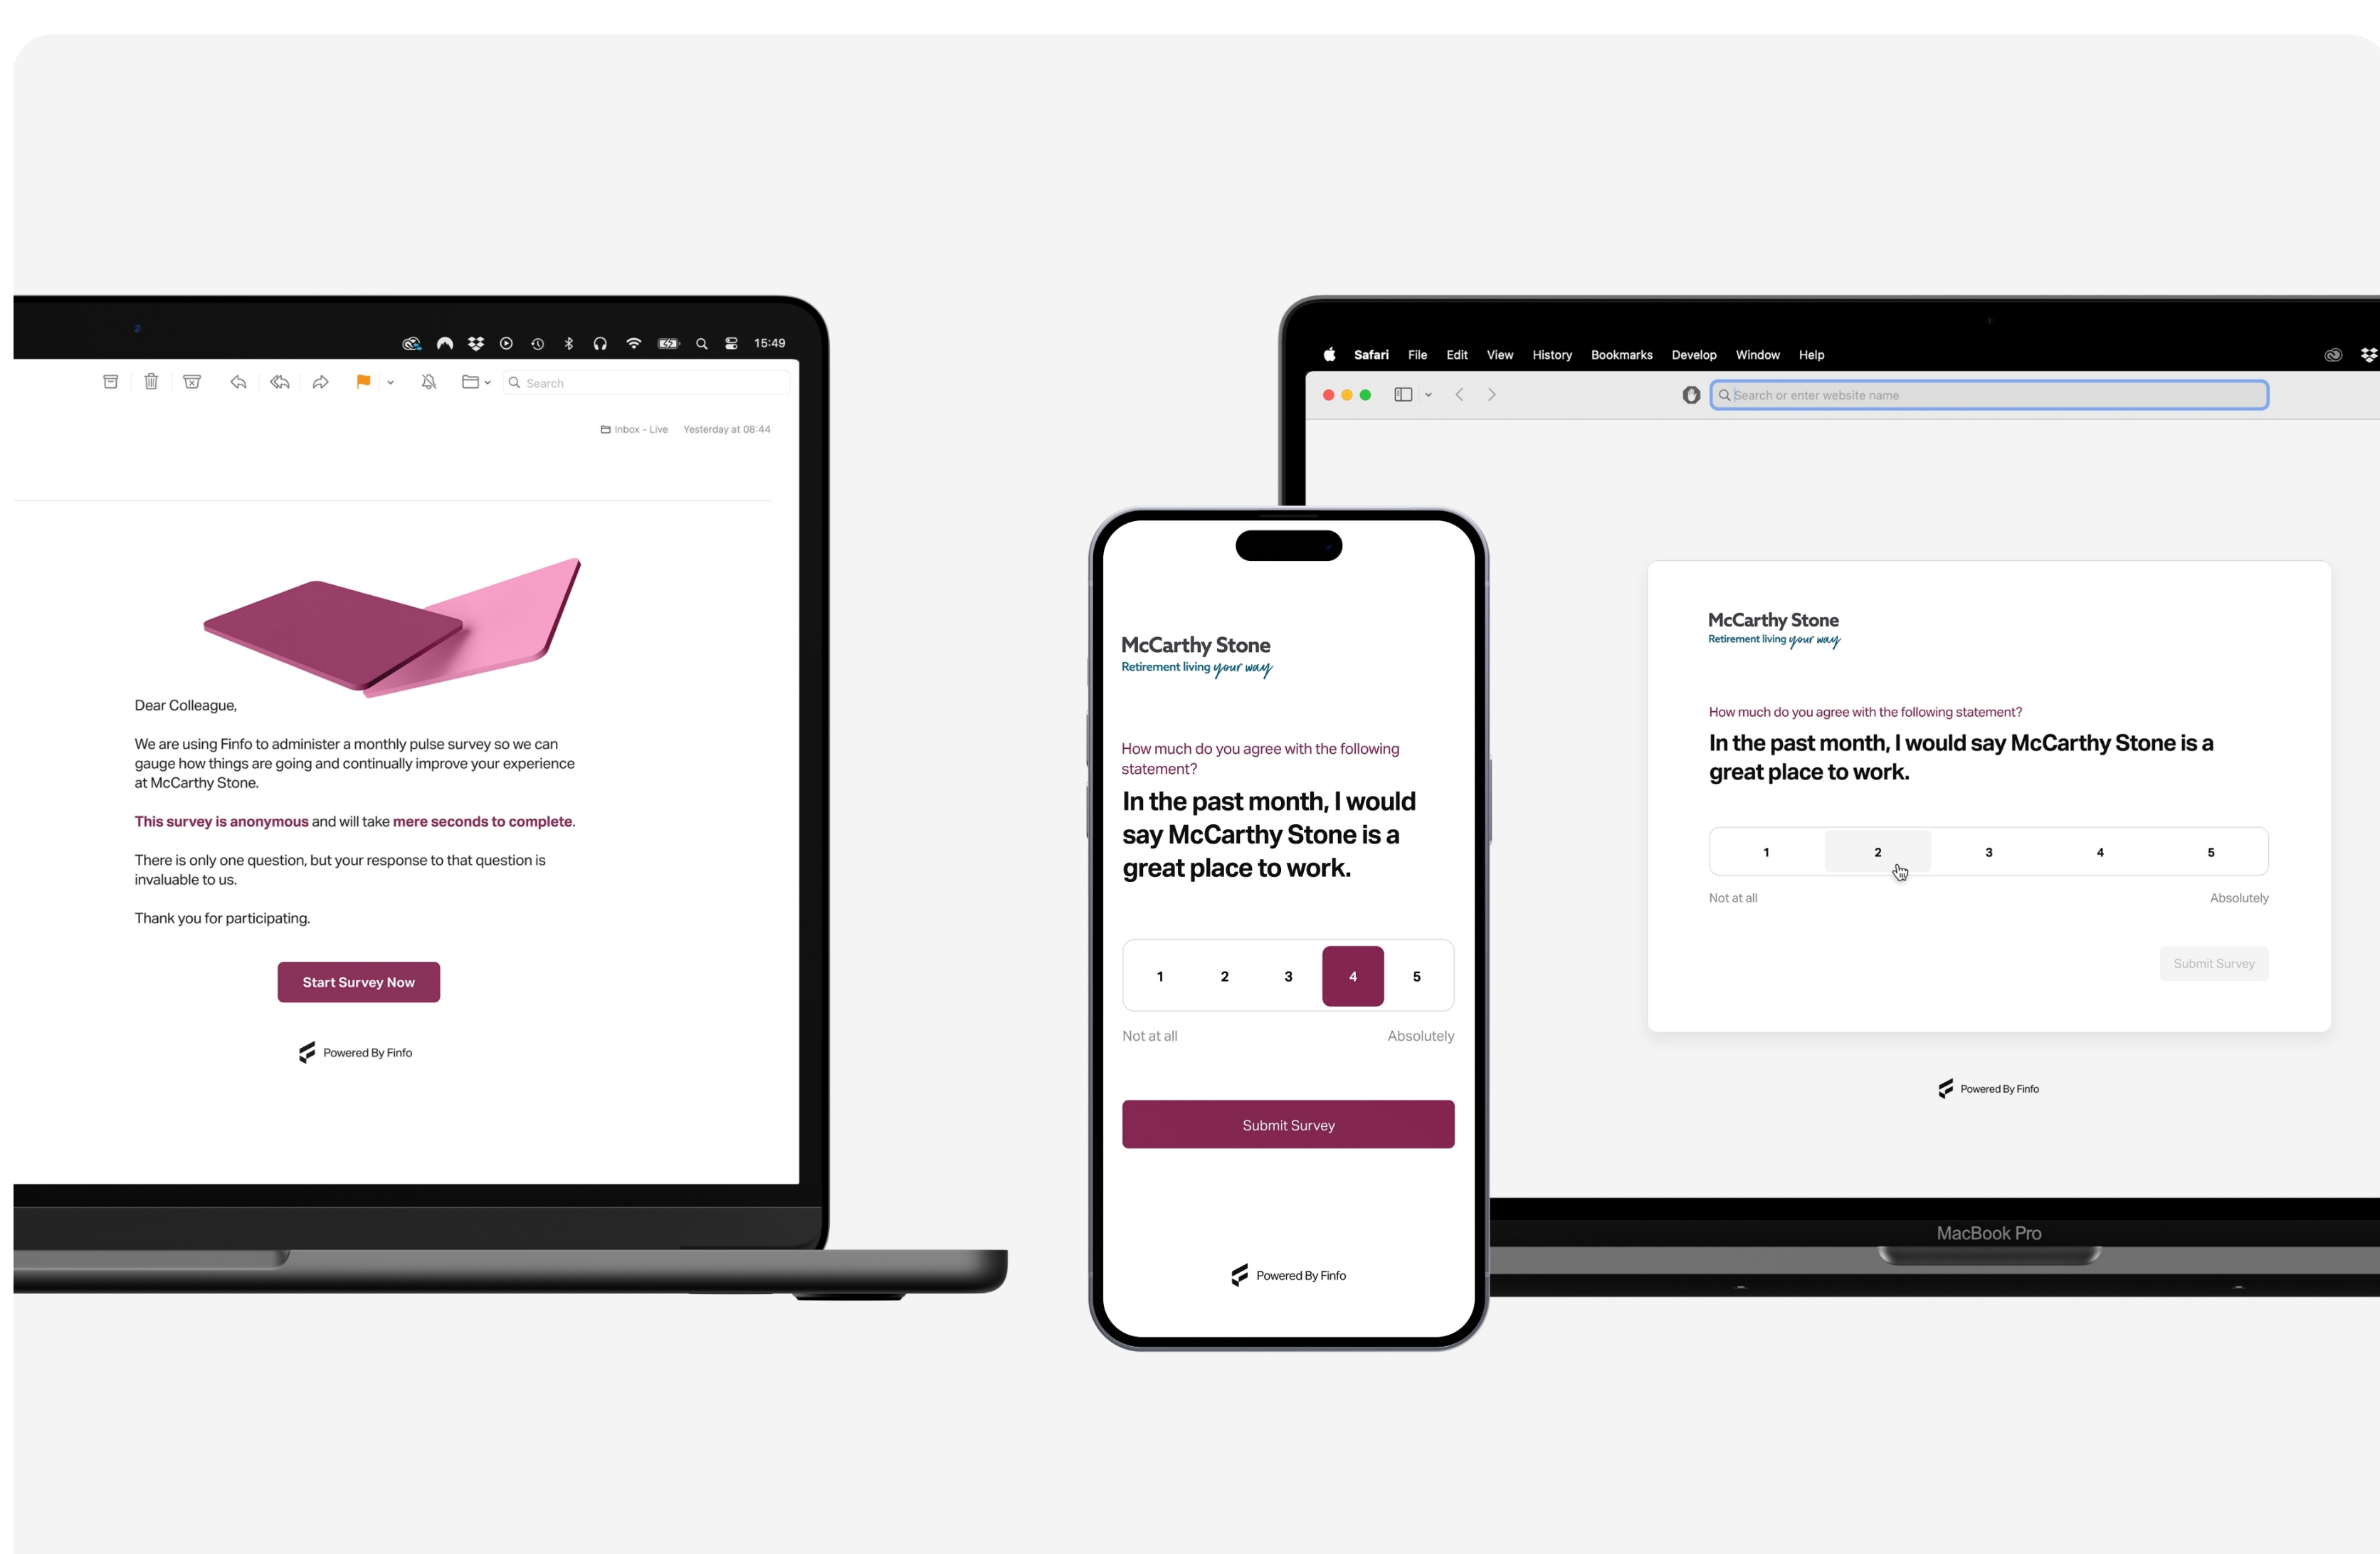 15:49
Search
Inbox - Live Yesterday at 08:44
Dear Colleague,
We are using Finfo to administer a monthly pulse survey so we can
gauge how things are going and continually improve your experience
at McCarthy Stone.
This survey is anonymous and will take mere seconds to complete.
There is only one question, but your response to that question is
invaluable to us.
Thank you for participating.
Start Survey Now
Powered By Finfo
McCarthy Stone
Retirement living your way
How much do you agree with the following
statement?
In the past month, I would
say McCarthy Stone is a
great place to work.
1 2 3 4 5
Not at all Absolutely
Submit Survey
Powered By Finfo
Safari File Edit View History Bookmarks Develop Window Help
Search or enter website name
McCarthy Stone
Retirement living your way
How much do you agree with the following statement?
In the past month, I would say McCarthy Stone is a
great place to work.
1 2 3 4 5
Not at all Absolutely
Submit Survey
Powered By Finfo
MacBook Pro